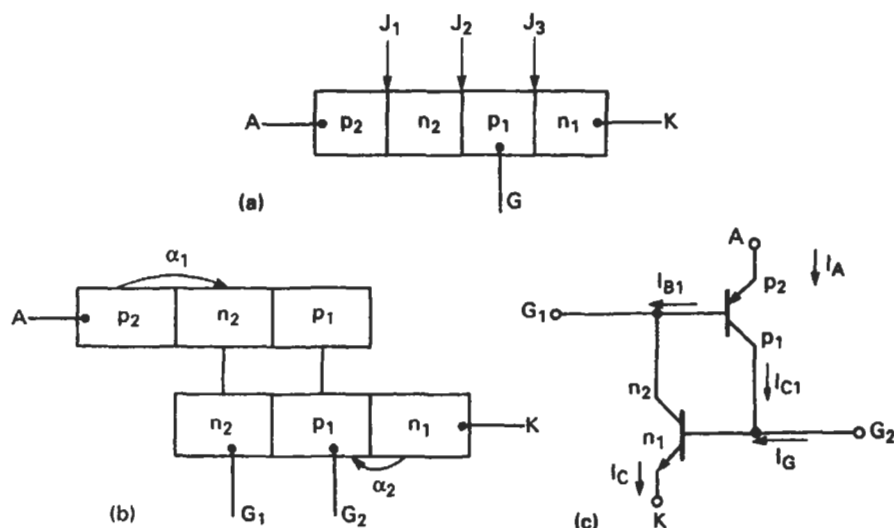 J1 J2 J3
A p2 n2 p1 n1 K
G
(a)
α1
A p2 n2 p1
n2 p1 n1 K
α2
G1 G2
(b)
A
IA
IB1
p2
G1
p1
n2
IC1
n1
G2
IG
IC
K
(c)